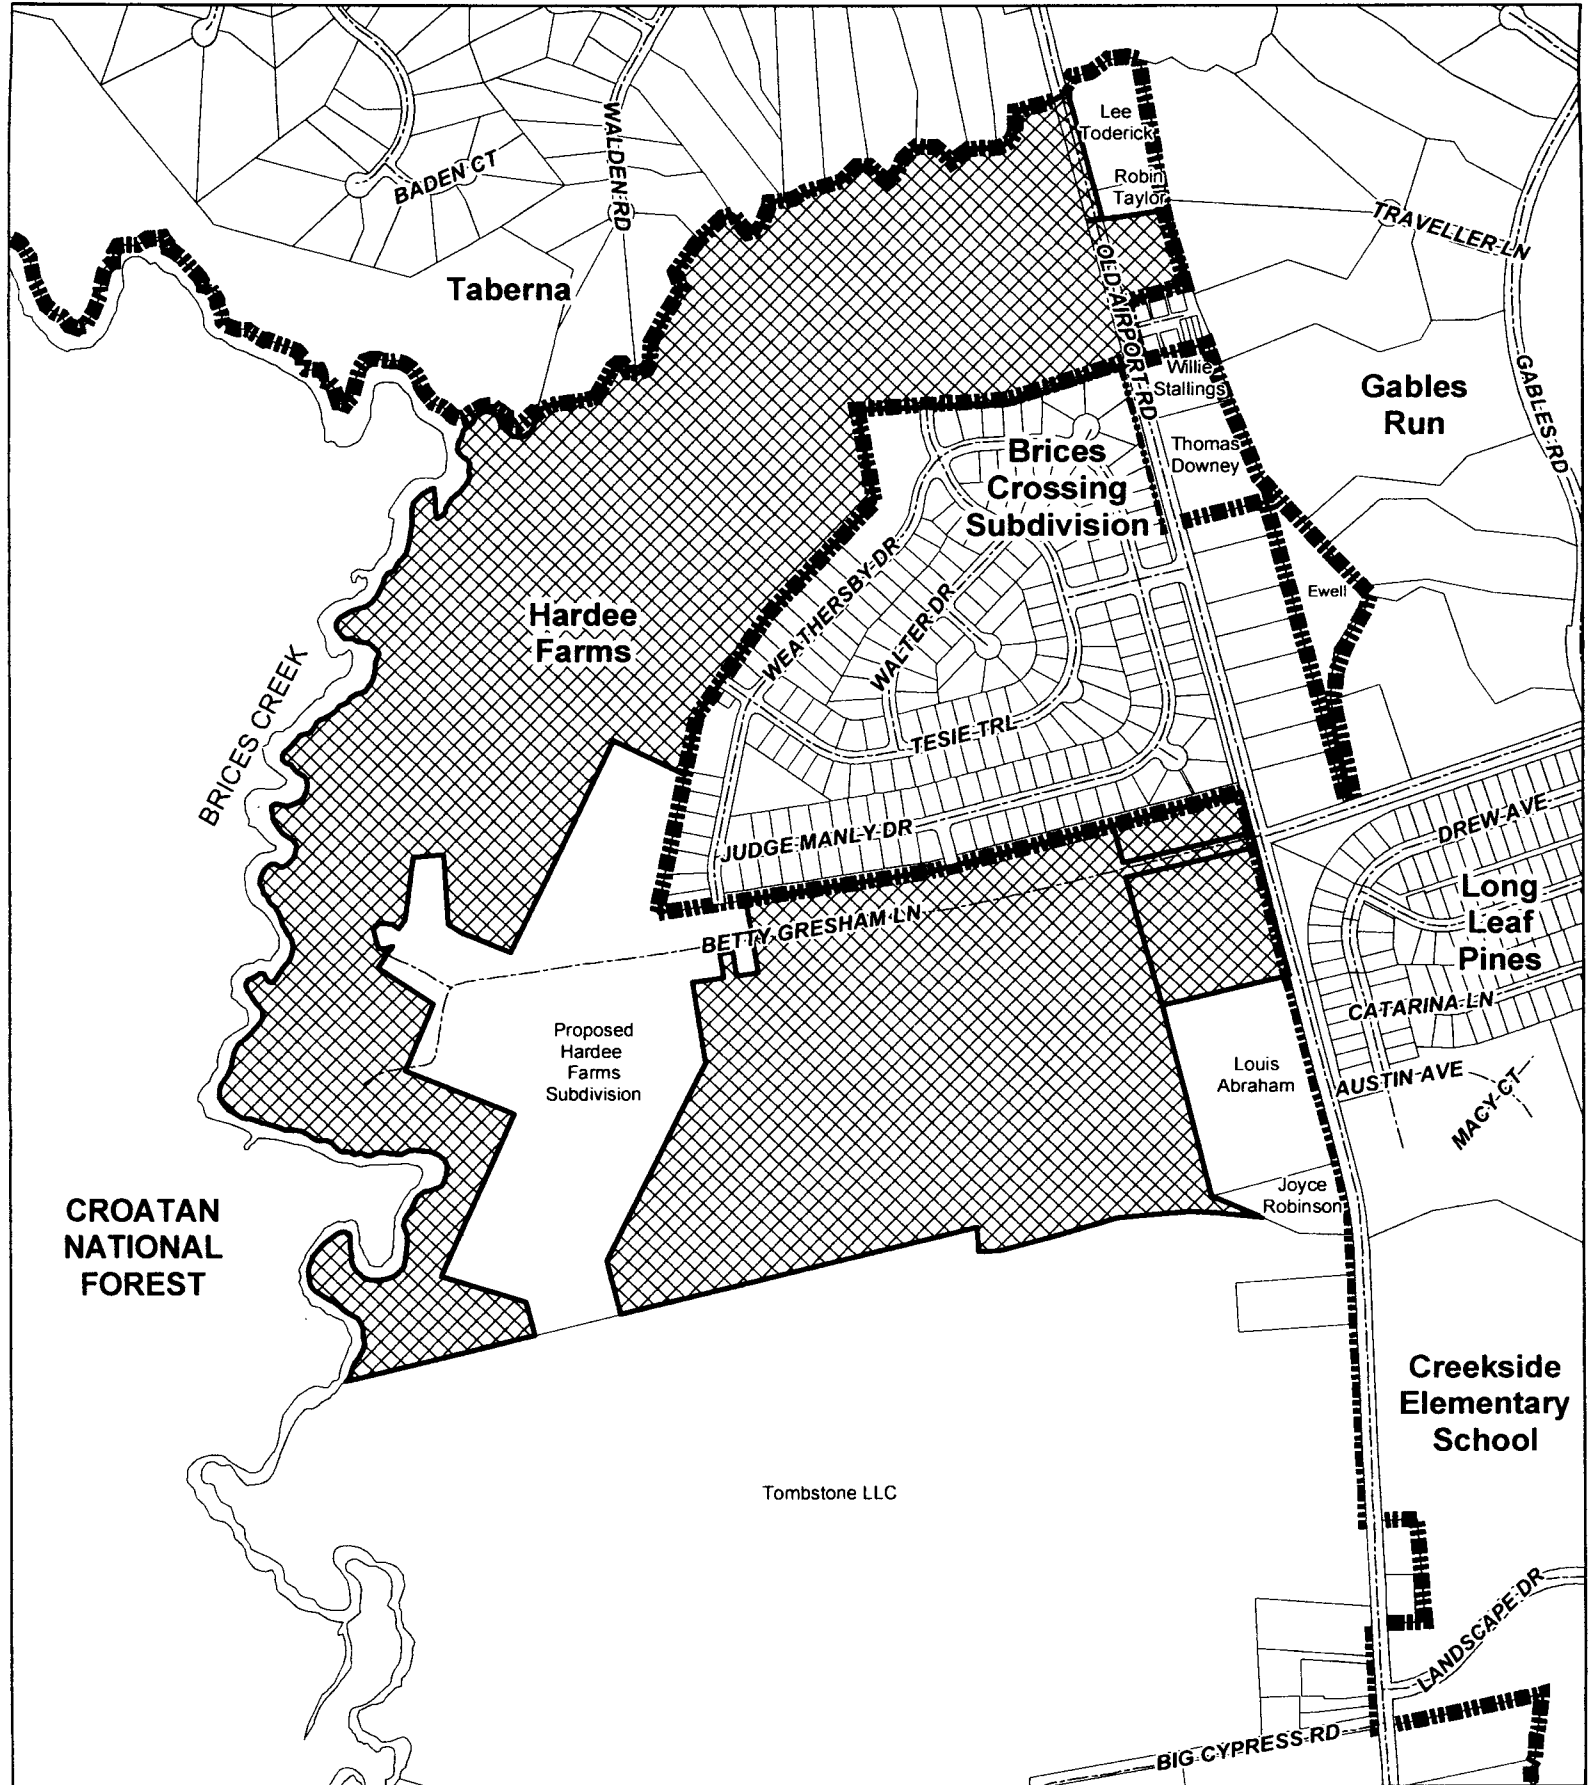 Lee
Toderick
BADEN CT
WALDEN RD
Robin
Taylor
TRAVELLER LN
Taberna
OLD AIRPORT RD
Willie
Stallings
Gables
Run
GABLES RD
Brices
Crossing
Subdivision
Thomas
Downey
WEATHERSBY DR
Ewell
WALTER DR
Hardee
Farms
BRICES CREEK
TESIE TRL
JUDGE MANLY DR
DREW AVE
Long
Leaf
Pines
BETTY GRESHAM LN
CATARINA LN
Proposed
Hardee
Farms
Subdivision
Louis
Abraham
AUSTIN AVE
MACY CT
CROATAN
NATIONAL
FOREST
Joyce
Robinson
Creekside
Elementary
School
Tombstone LLC
LANDSCAPE DR
BIG CYPRESS RD